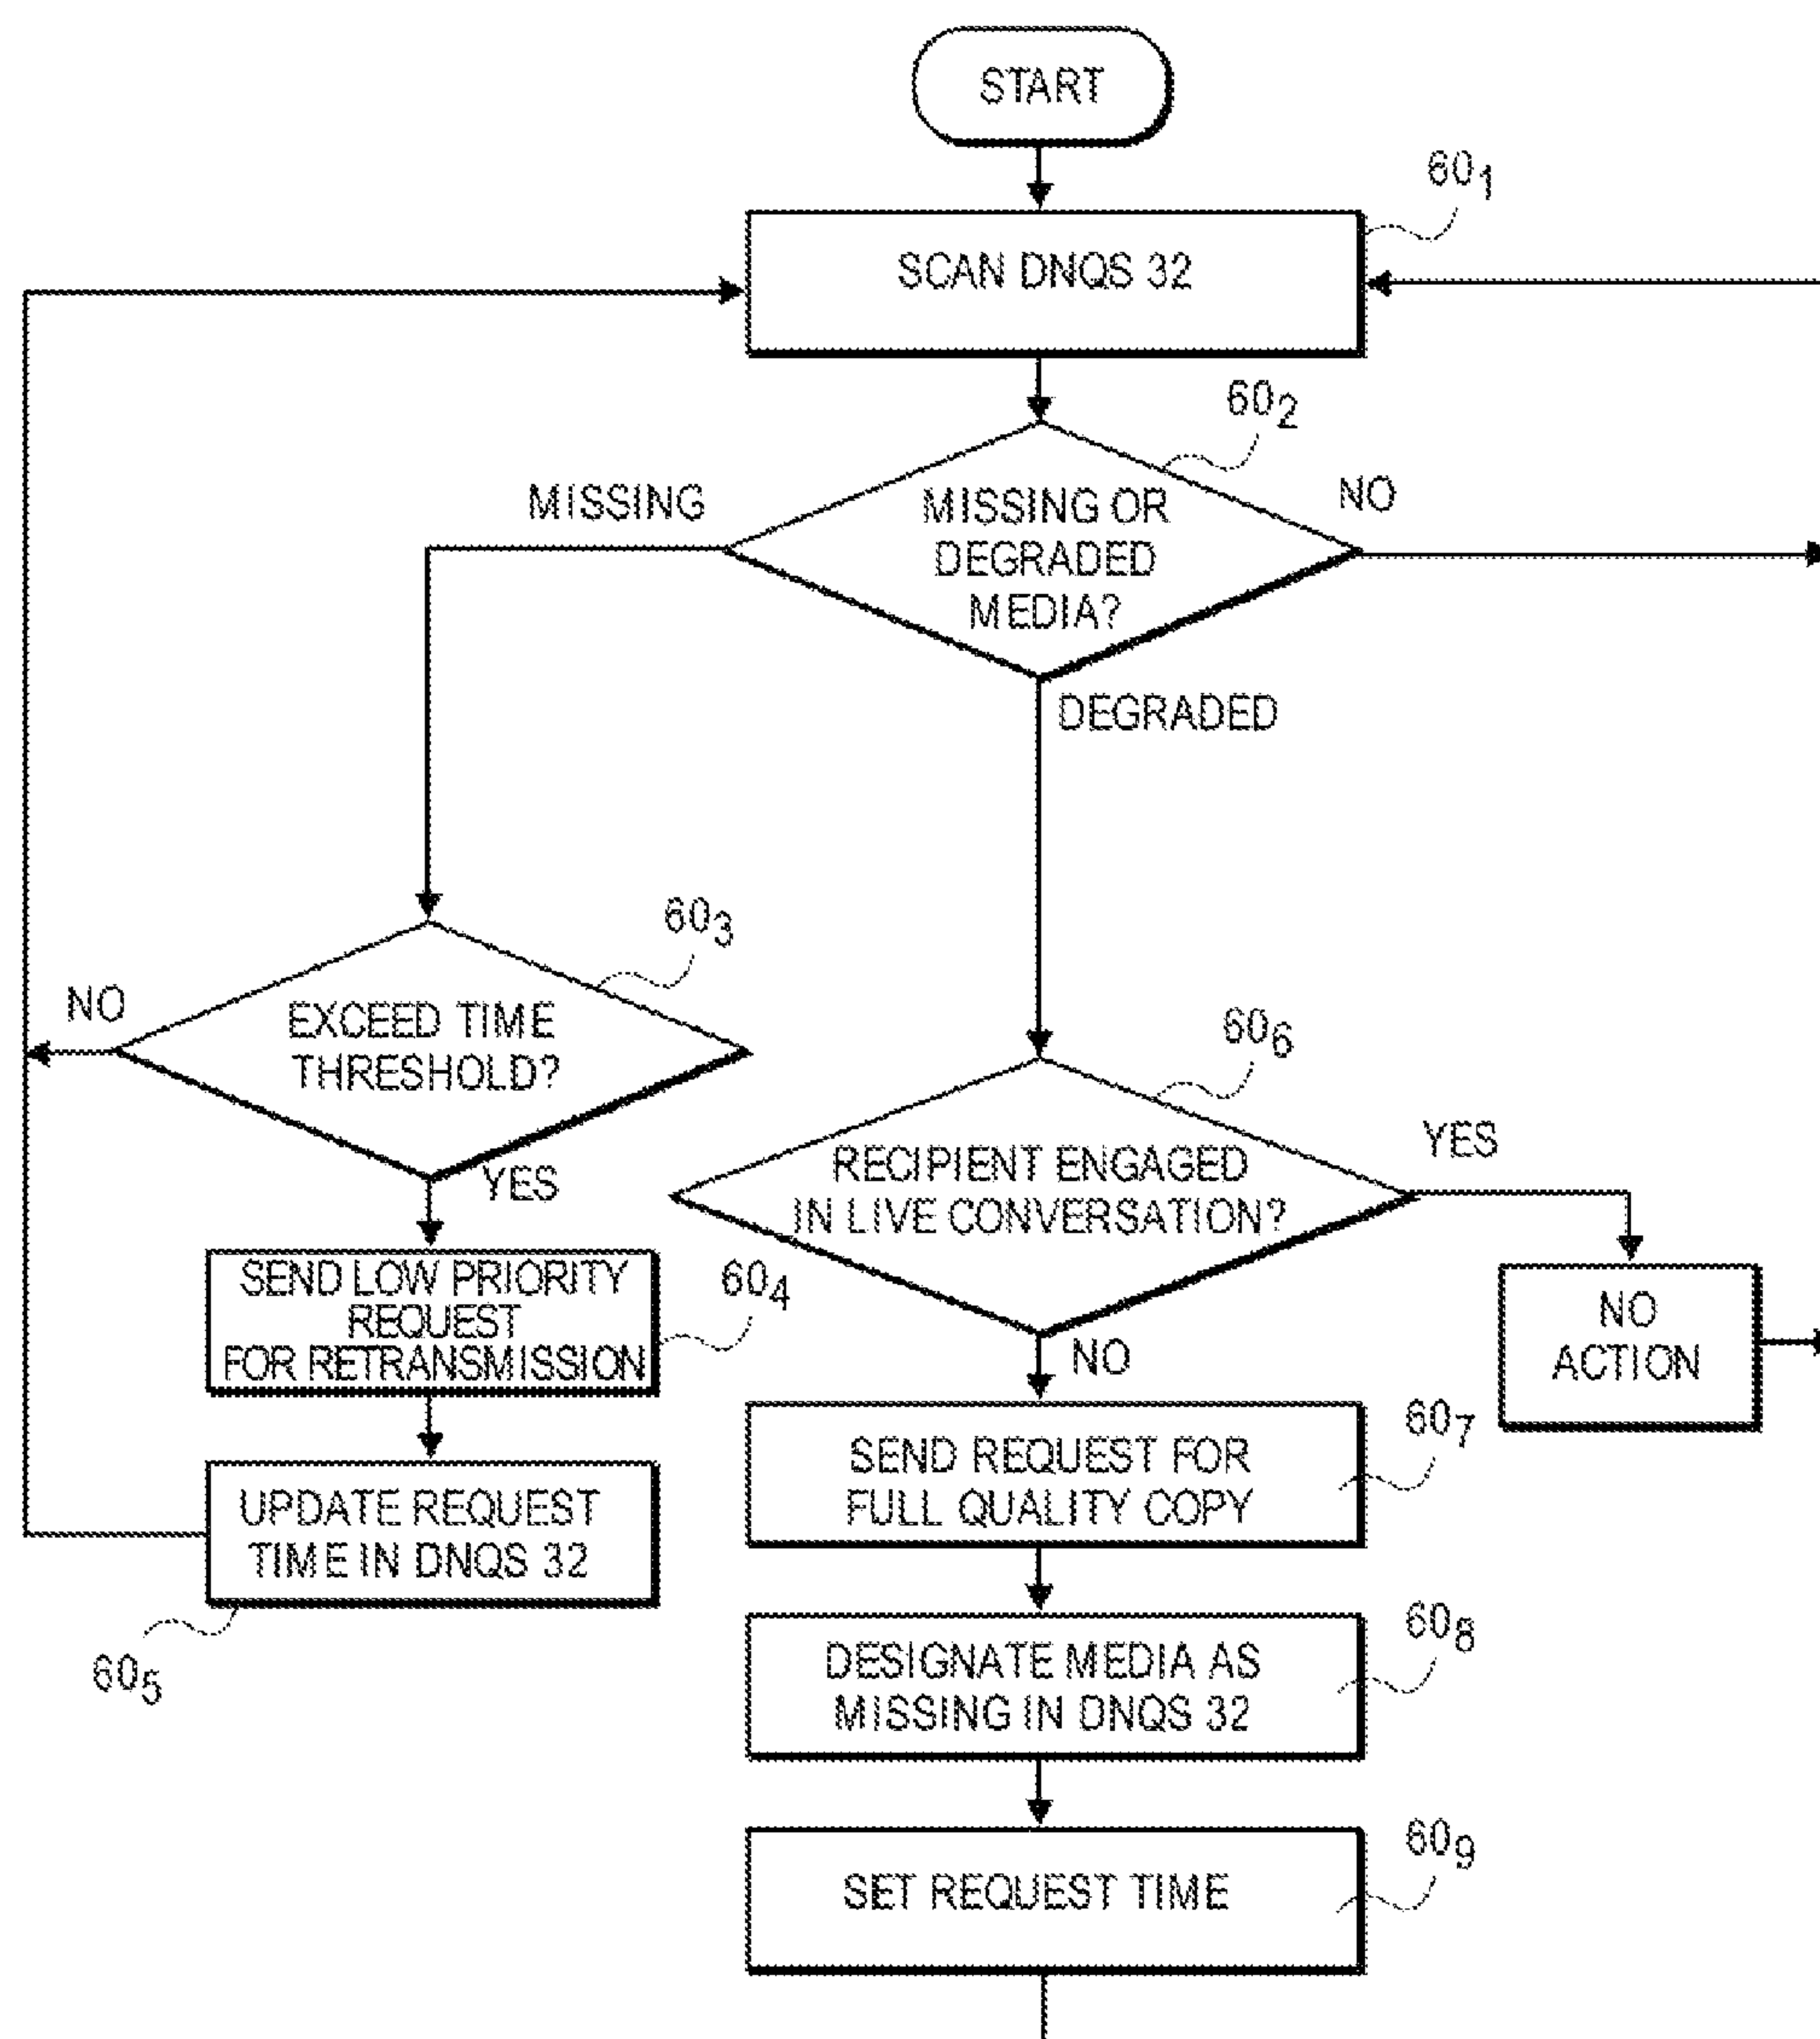 START
60₁
SCAN DNQS 32
60₂
MISSING
MISSING OR
DEGRADED
MEDIA?
NO
DEGRADED
60₃
NO
EXCEED TIME
THRESHOLD?
YES
60₆
RECIPIENT ENGAGED
IN LIVE CONVERSATION?
YES
SEND LOW PRIORITY
REQUEST
FOR RETRANSMISSION
60₄
NO
ACTION
NO
60₇
SEND REQUEST FOR
FULL QUALITY COPY
UPDATE REQUEST
TIME IN DNQS 32
60₅
60₈
DESIGNATE MEDIA AS
MISSING IN DNQS 32
60₉
SET REQUEST TIME